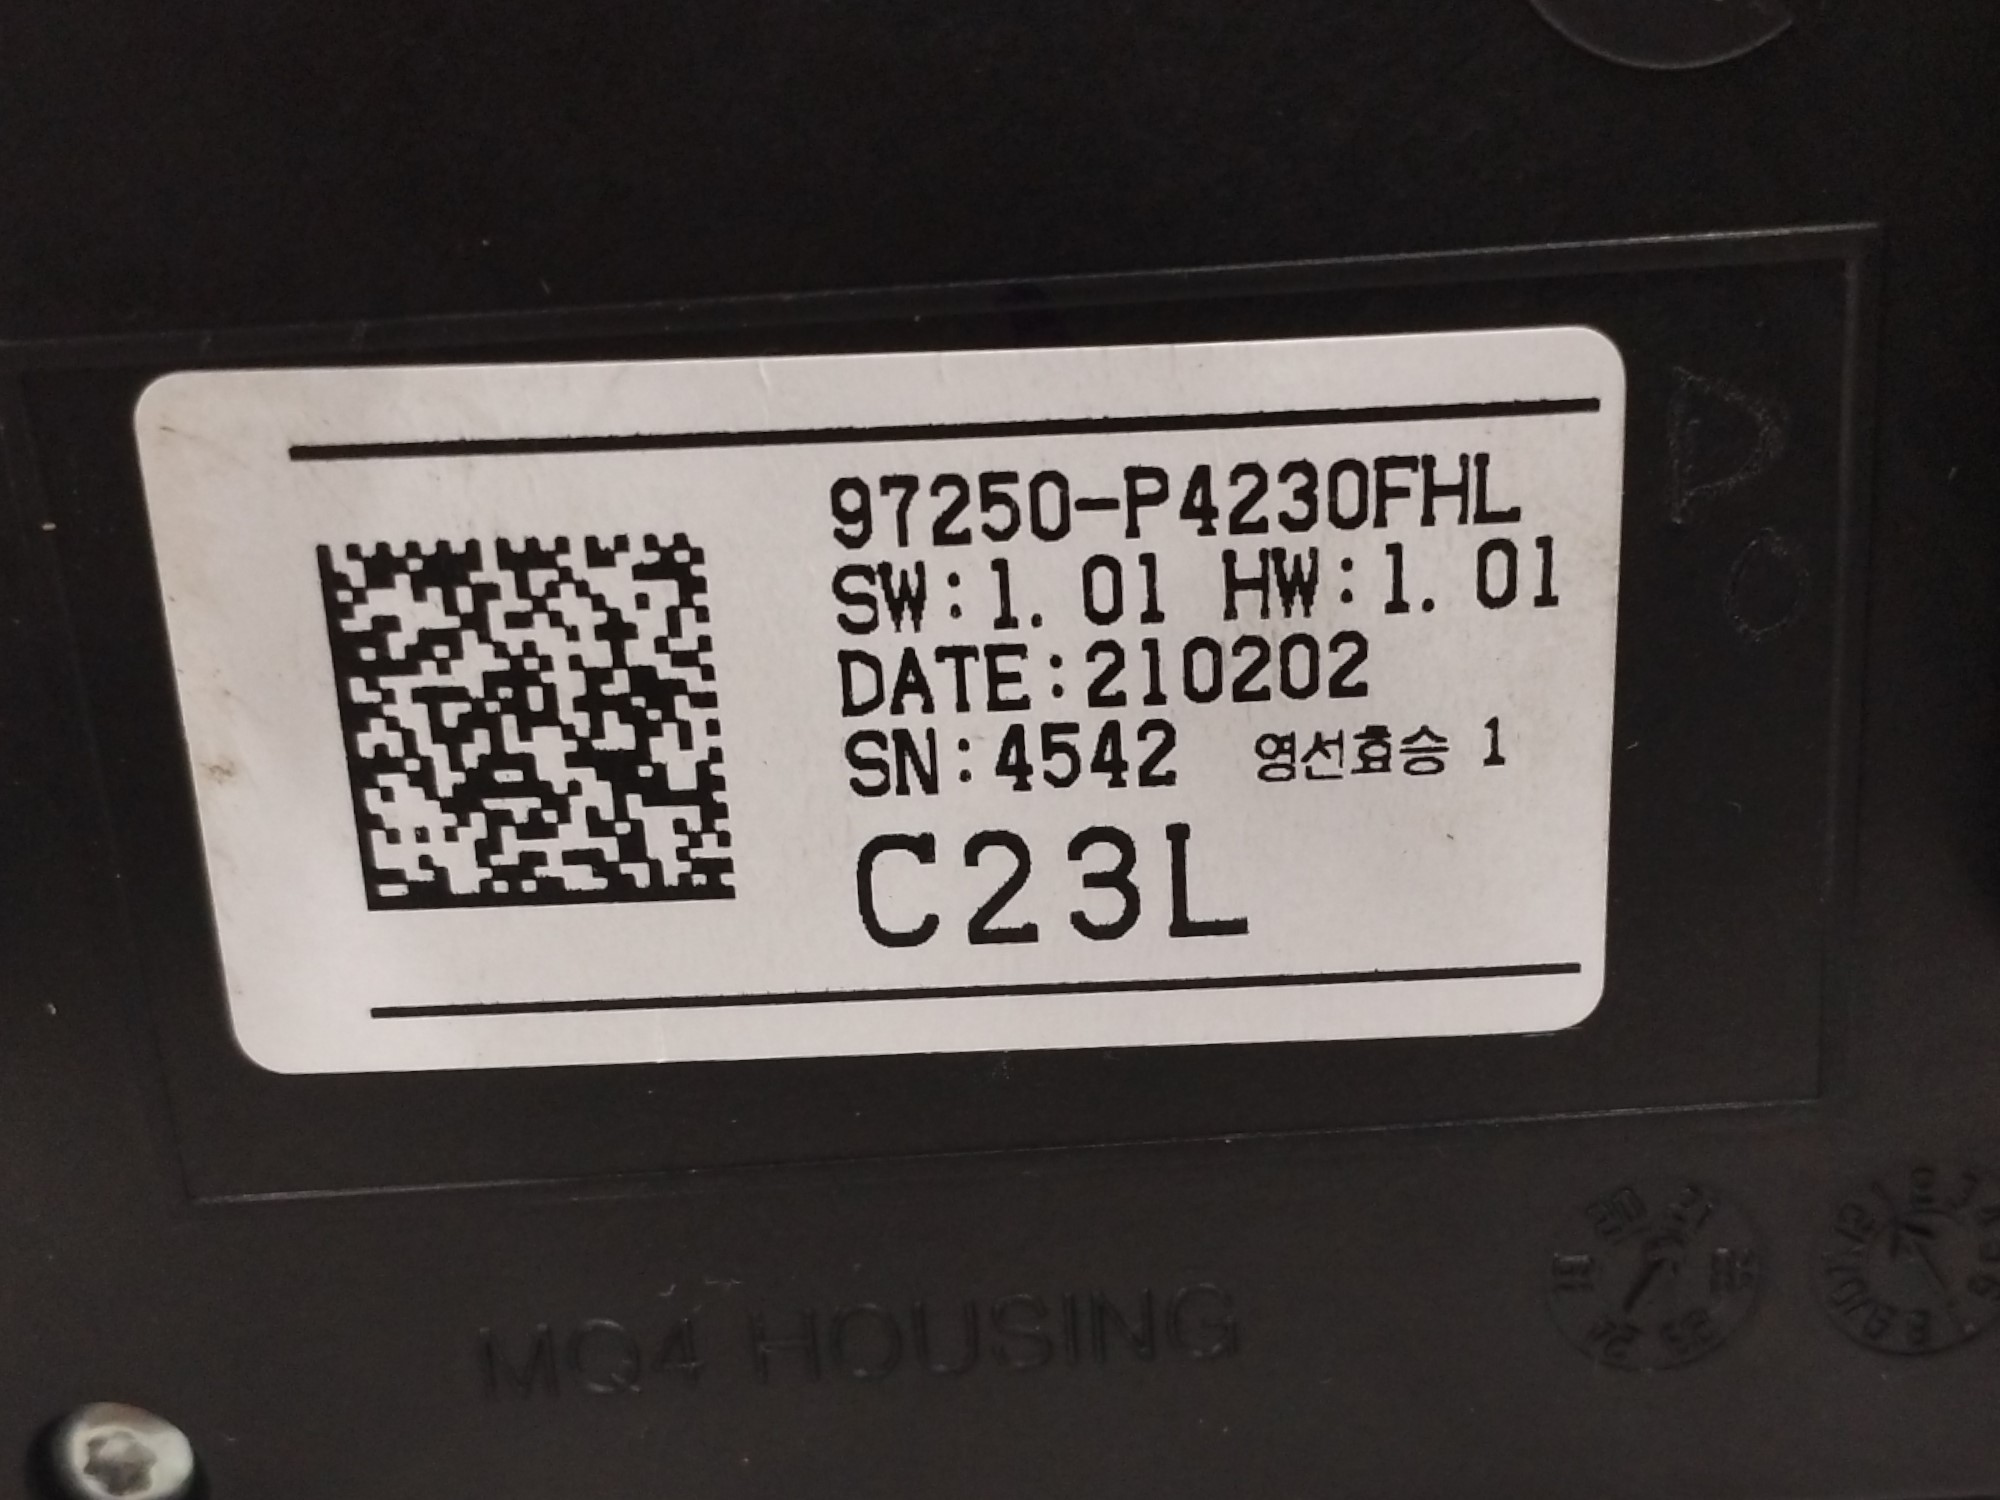 97250-P4230FHL
SW:1.01 HW:1.01
DATE:210202
SN:4542 영선효승 1
C23L
MQ4 HOUSING